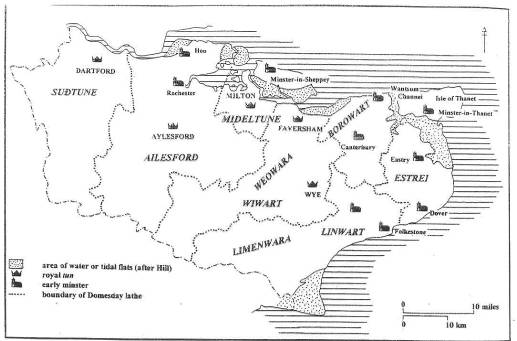 Hoo
DARTFORD
Minster-in-Sheppey
SUÐTUNE
Rochester
Wantsum
Channel
Isle of Thanet
MILTON
Minster-in-Thanet
MIDELTUNE
FAVERSHAM
BOROWART
AYLESFORD
Canterbury
AILESFORD
Eastry
WEOWARA
ESTREI
WYE
WIWART
Dover
LINWART
Folkestone
LIMENWARA
area of water or tidal flats (after Hill)
royal tun
early minster
boundary of Domesday lathe
0 10 miles
0 10 km